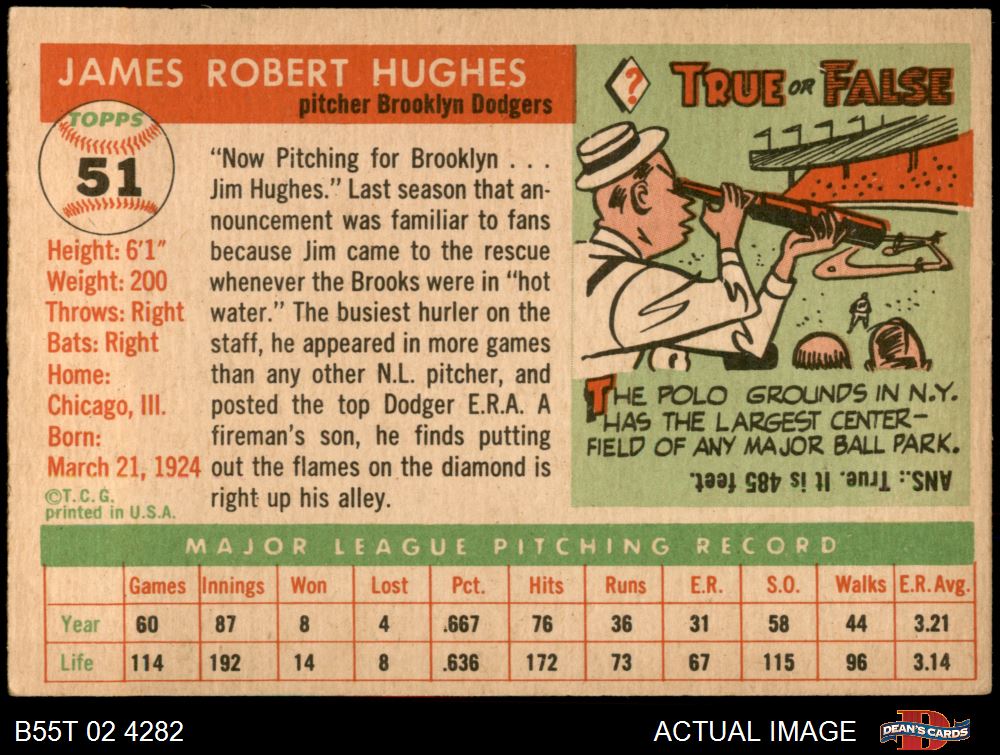 JAMES ROBERT HUGHES
pitcher Brooklyn Dodgers
TOPPS
51
Height: 6'1"
Weight: 200
Throws: Right
Bats: Right
Home:
Chicago, Ill.
Born:
March 21, 1924
©T.C.G.
printed in U.S.A.
"Now Pitching for Brooklyn . . .
Jim Hughes." Last season that an-
nouncement was familiar to fans
because Jim came to the rescue
whenever the Brooks were in "hot
water." The busiest hurler on the
staff, he appeared in more games
than any other N.L. pitcher, and
posted the top Dodger E.R.A. A
fireman's son, he finds putting
out the flames on the diamond is
right up his alley.
? TRUE OR FALSE
THE POLO GROUNDS IN N.Y.
HAS THE LARGEST CENTER-
FIELD OF ANY MAJOR BALL PARK.
ANS.: True. It is 485 feet.
MAJOR LEAGUE PITCHING RECORD
Games Innings Won Lost Pct. Hits Runs E.R. S.O. Walks E.R. Avg.
Year 60 87 8 4 .667 76 36 31 58 44 3.21
Life 114 192 14 8 .636 172 73 67 115 96 3.14
B55T 02 4282
ACTUAL IMAGE
D
DEAN'S CARDS